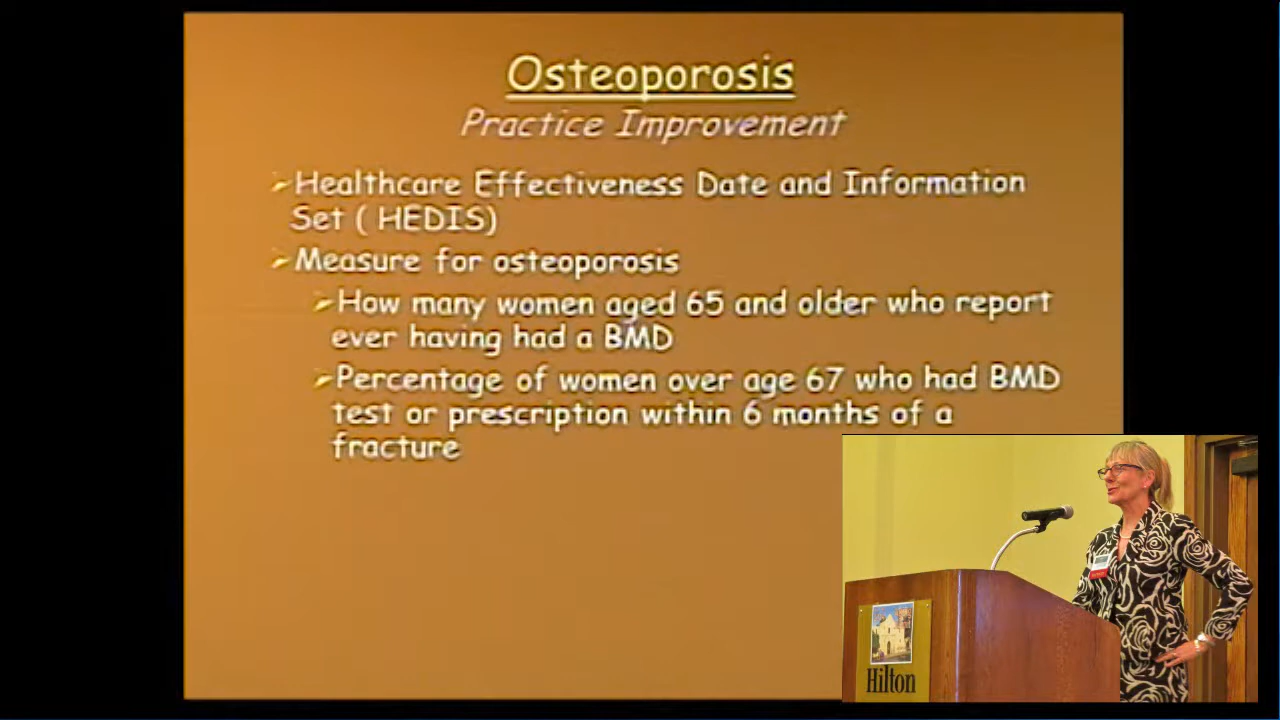 Osteoporosis
Practice Improvement
Healthcare Effectiveness Date and Information
Set ( HEDIS)
Measure for osteoporosis
How many women aged 65 and older who report
ever having had a BMD
Percentage of women over age 67 who had BMD
test or prescription within 6 months of a
fracture
Hilton